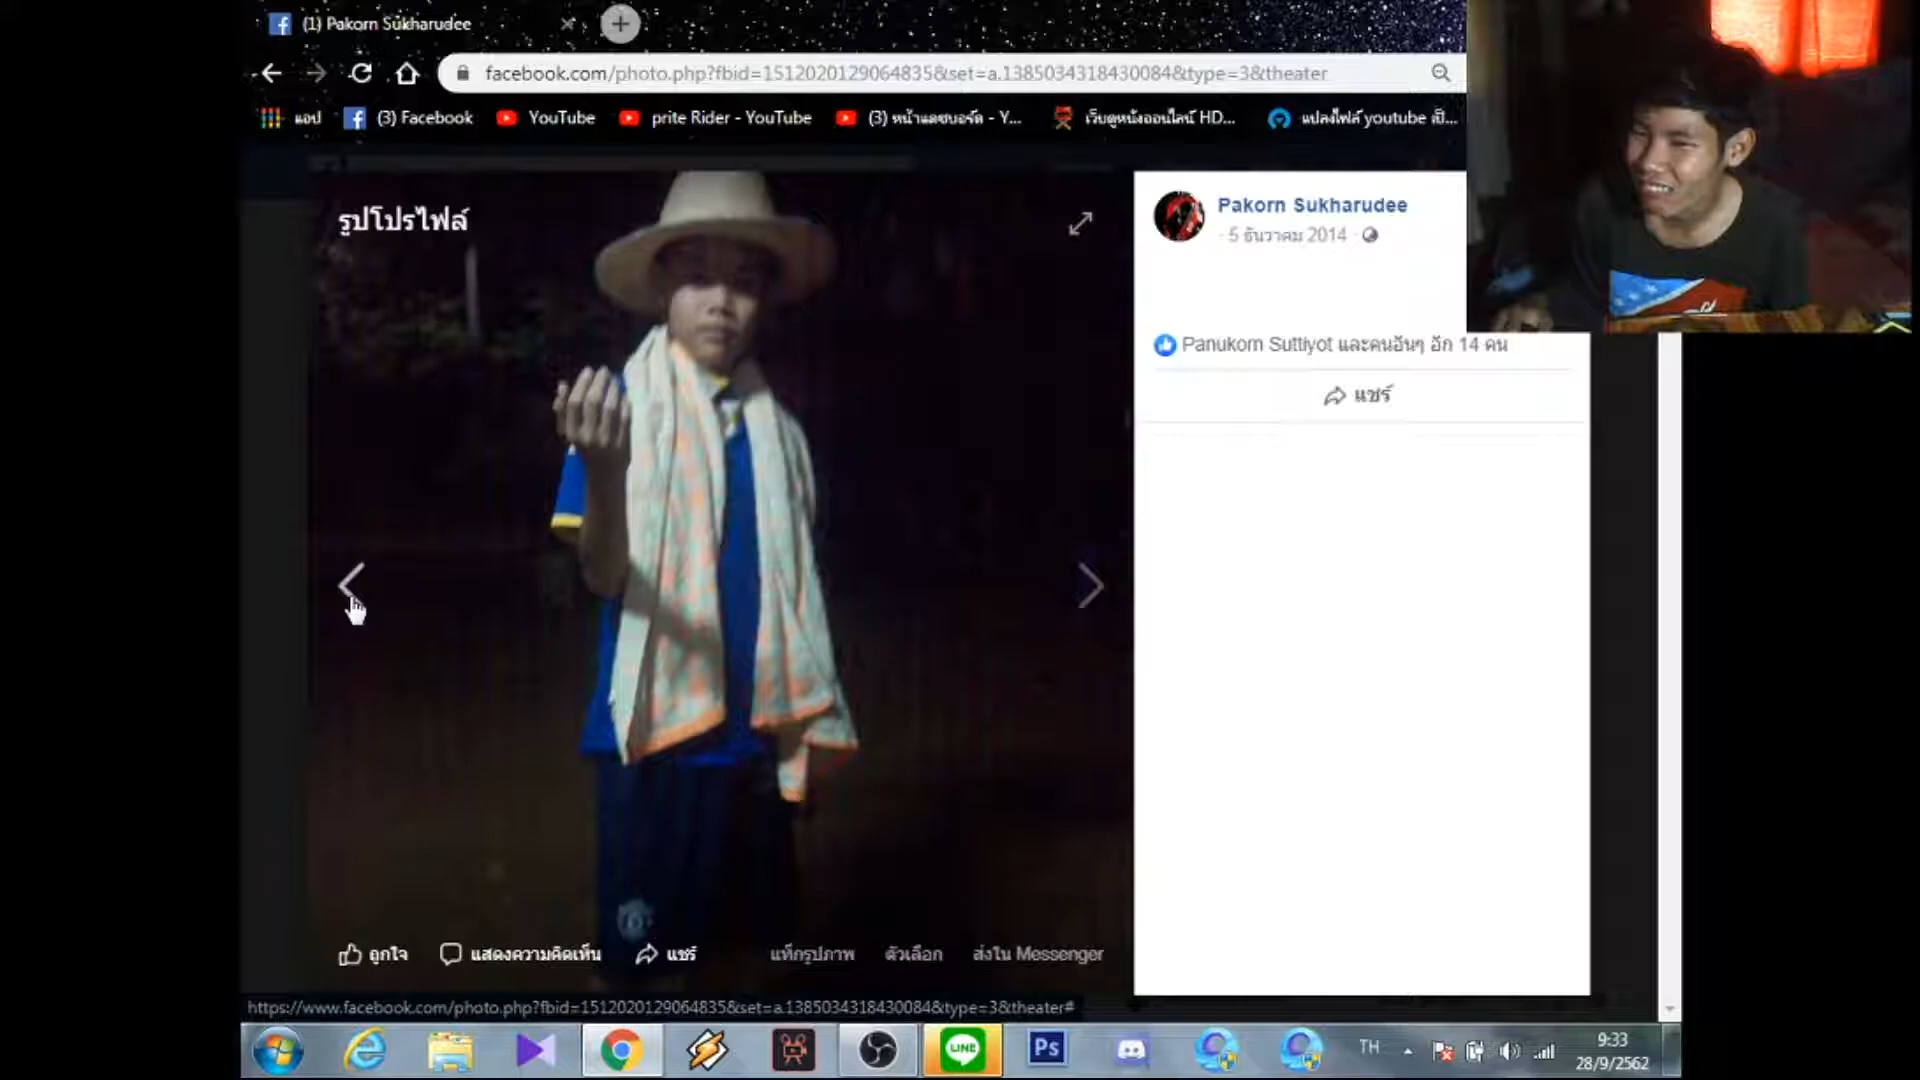 (1) Pakorn Sukharudee
facebook.com/photo.php?fbid=1512020129064835&set=a.1385034318430084&type=3&theater
แอป (3) Facebook YouTube prite Rider - YouTube (3) หน้าแดชบอร์ด - Y... เว็บดูหนังออนไลน์ HD... แปลงไฟล์ youtube เป็...
รูปโปรไฟล์
Pakorn Sukharudee
5 ธันวาคม 2014
Panukorn Suttiyot และคนอื่นๆ อีก 14 คน
แชร์
ถูกใจ แสดงความคิดเห็น แชร์ แท็กรูปภาพ ตัวเลือก ส่งใน Messenger
https://www.facebook.com/photo.php?fbid=1512020129064835&set=a.1385034318430084&type=3&theater#
LINE Ps TH 9:33
28/9/2562